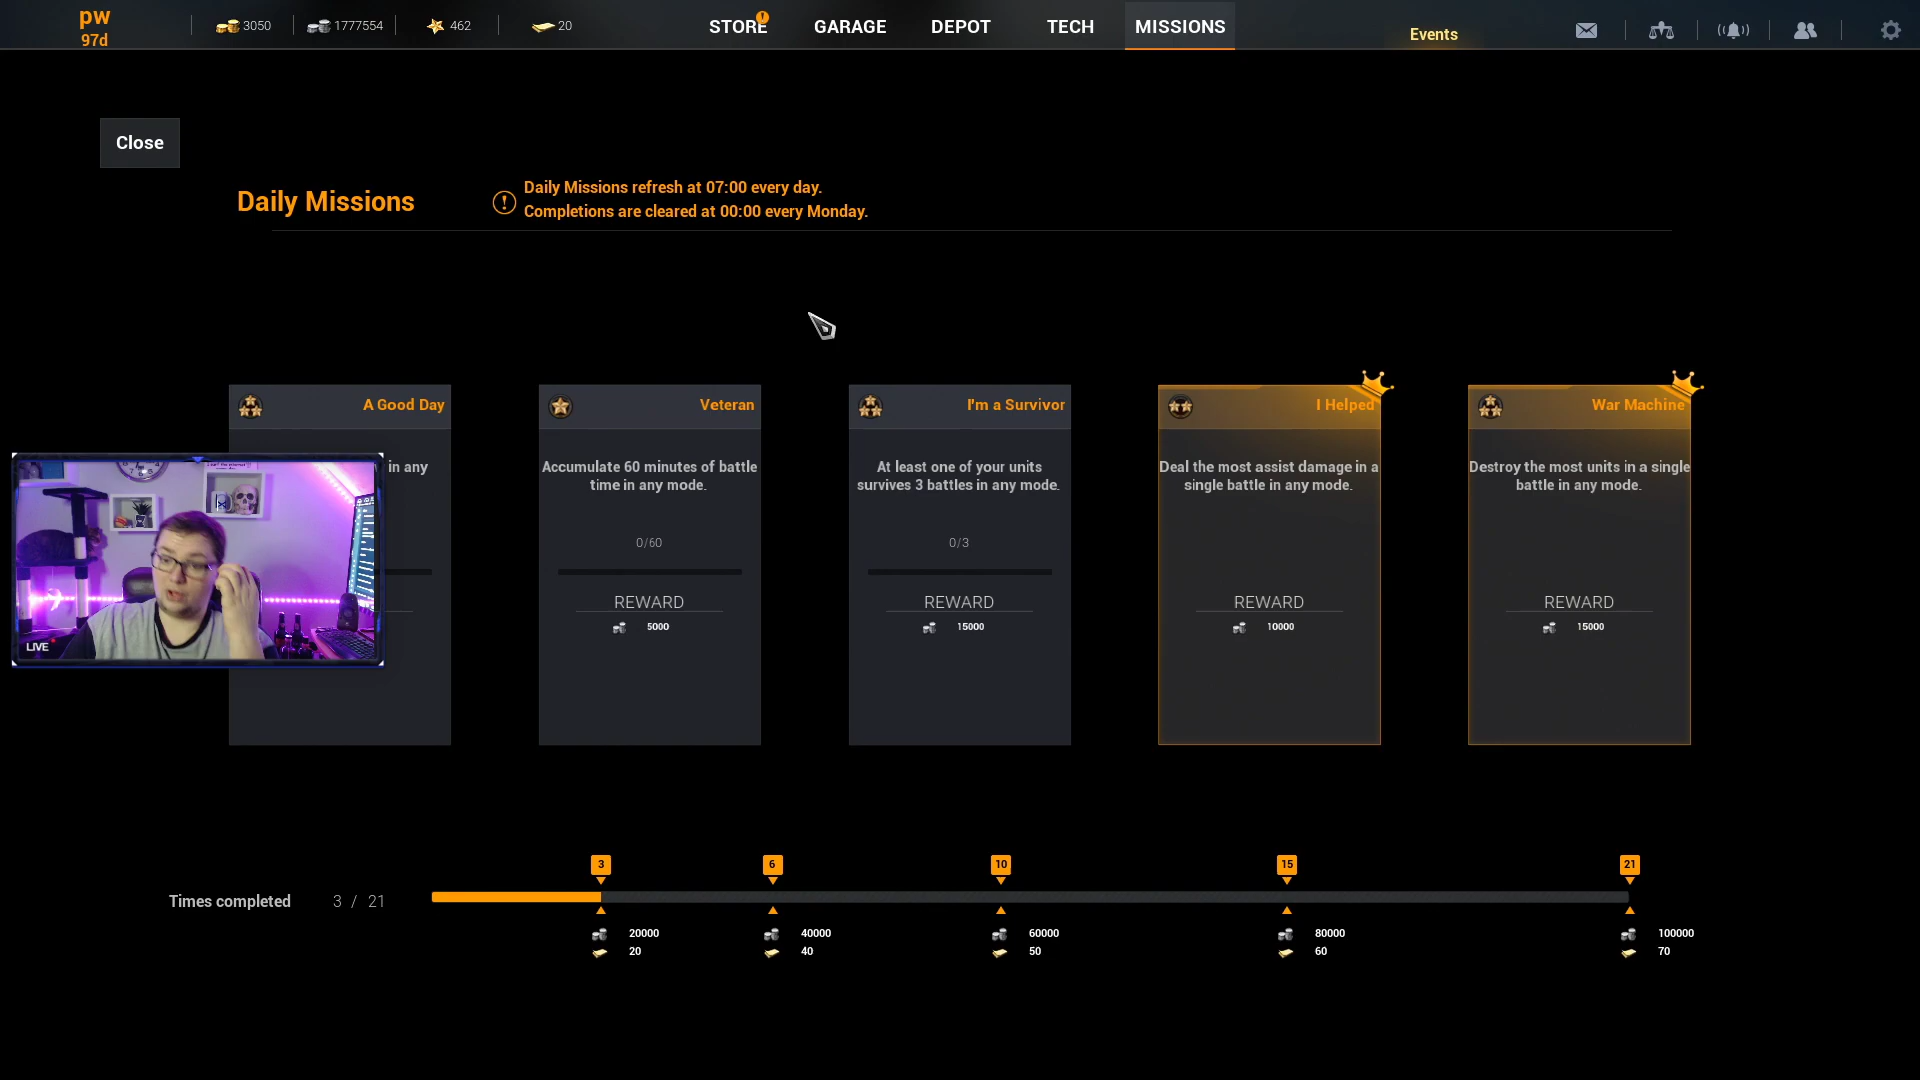 pw
97d
3050
1777554
462
20
STORE
GARAGE
DEPOT
TECH
MISSIONS
Events
Close
Daily Missions
Daily Missions refresh at 07:00 every day.
Completions are cleared at 00:00 every Monday.
A Good Day
in any
Veteran
Accumulate 60 minutes of battle
time in any mode.
0/60
REWARD
5000
I'm a Survivor
At least one of your units
survives 3 battles in any mode.
0/3
REWARD
15000
I Helped
Deal the most assist damage in a
single battle in any mode.
REWARD
10000
War Machine
Destroy the most units in a single
battle in any mode.
REWARD
15000
LIVE
3
6
10
15
21
Times completed 3 / 21
20000
20
40000
40
60000
50
80000
60
100000
70